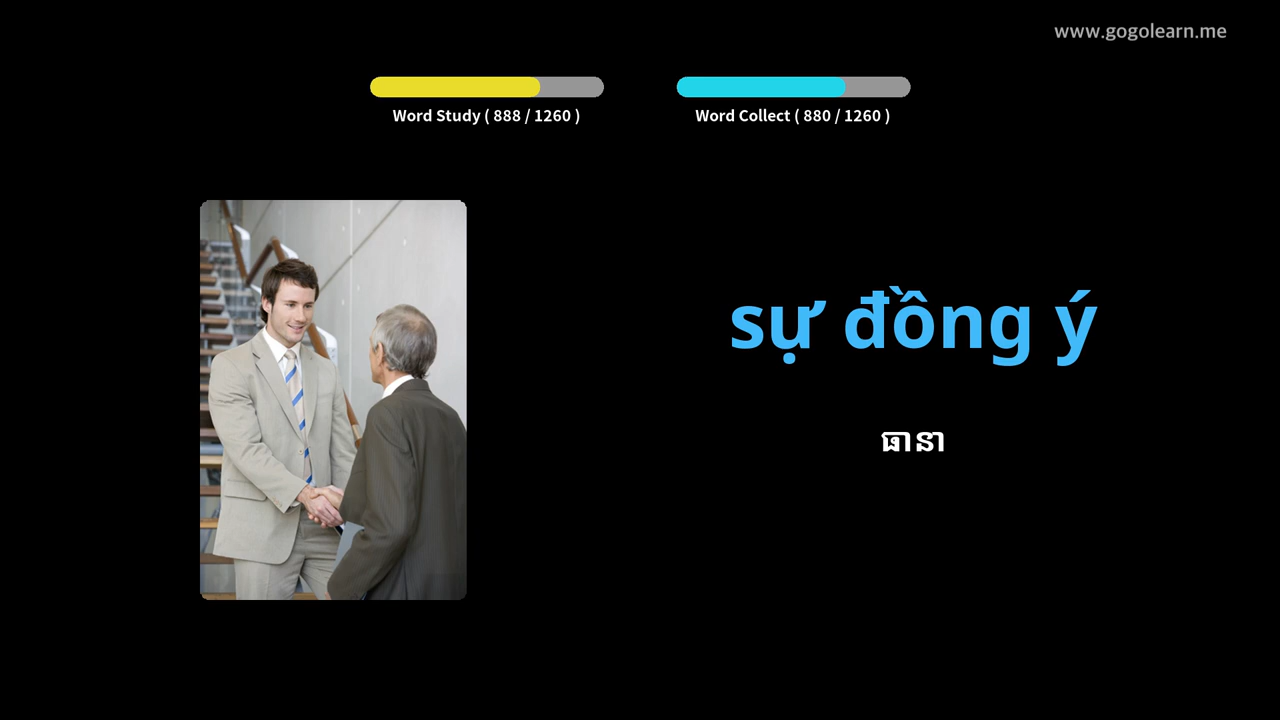 www.gogolearn.me
Word Study ( 888 / 1260 )
Word Collect ( 880 / 1260 )
sự đồng ý
ធានា